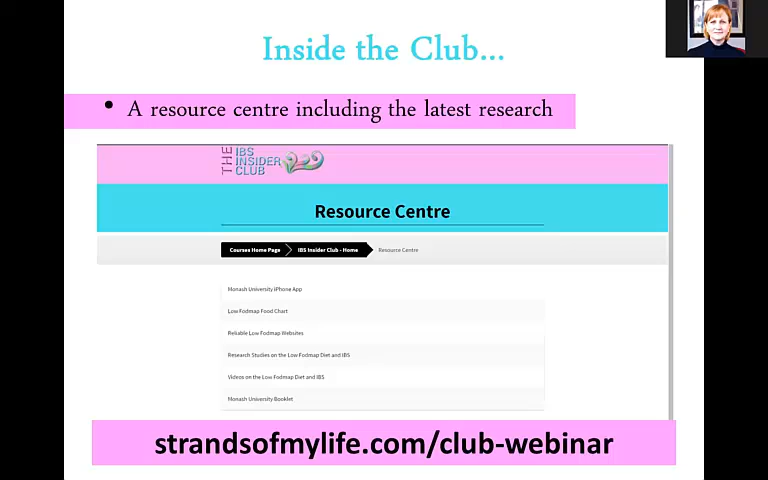 Inside the Club...
• A resource centre including the latest research
THE IBS INSIDER CLUB
Resource Centre
Courses Home Page IBS Insider Club - Home Resource Centre
Monash University iPhone App
Low Fodmap Food Chart
Reliable Low Fodmap Websites
Research Studies on the Low Fodmap Diet and IBS
Videos on the Low Fodmap Diet and IBS
Monash University Booklet
strandsofmylife.com/club-webinar